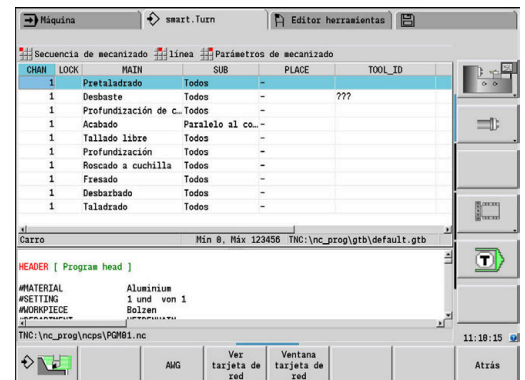 Máquina
smart.Turn
Editor herramientas
Secuencia de mecanizado línea Parámetros de mecanizado
CHAN LOCK MAIN SUB PLACE TOOL_ID
1 Pretaladrado Todos -
1 Desbaste Todos - ???
1 Profundización de c… Todos -
1 Acabado Paralelo al co… -
1 Tallado libre Todos -
1 Profundización Todos -
1 Roscado a cuchilla Todos -
1 Fresado Todos -
1 Desbarbado Todos -
1 Taladrado Todos -
Carro Min 0, Máx 123456 TNC:\nc_prog\gtb\default.gtb
HEADER [ Program head ]
#MATERIAL Aluminium
#SETTING 1 und von 1
#WORKPIECE Bolzen
TNC:\nc_prog\ncps\PGM01.nc
T
11:10:15
AWG
Ver tarjeta de red
Ventana tarjeta de red
Atrás